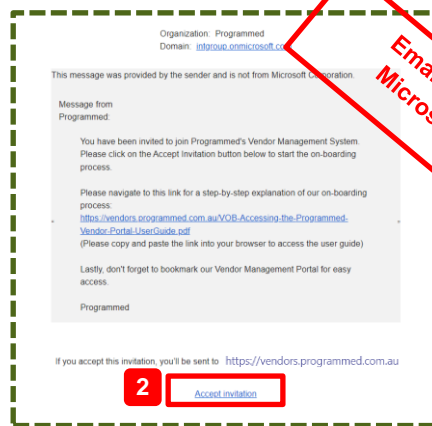 Organization: Programmed
Domain: intgroup.onmicrosoft.co
Email
Micros
This message was provided by the sender and is not from Microsoft Corporation.
Message from
Programmed:
You have been invited to join Programmed's Vendor Management System.
Please click on the Accept Invitation button below to start the on-boarding
process.
Please navigate to this link for a step-by-step explanation of our on-boarding
process:
https://vendors.programmed.com.au/VOB-Accessing-the-Programmed-
Vendor-Portal-UserGuide.pdf
(Please copy and paste the link into your browser to access the user guide)
Lastly, don't forget to bookmark our Vendor Management Portal for easy
access.
Programmed
If you accept this invitation, you'll be sent to https://vendors.programmed.com.au
2
Accept invitation